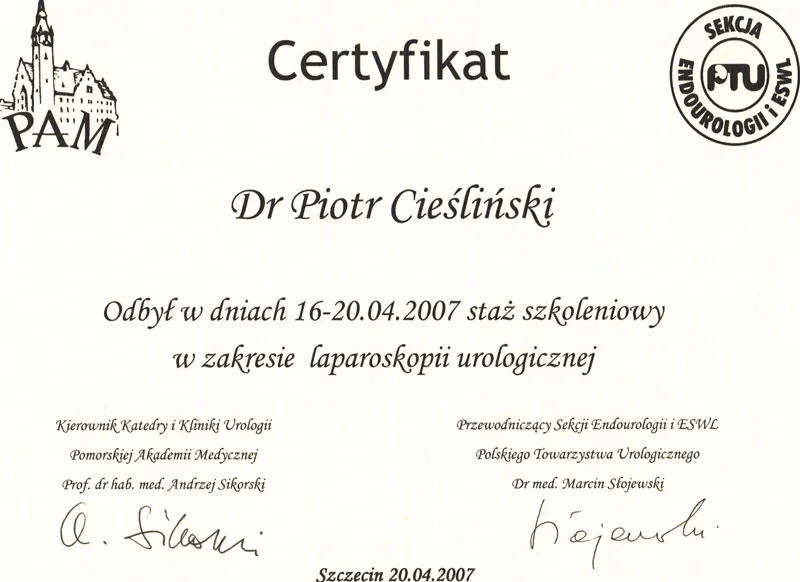 Certyfikat
PAM
SEKCJA
ENDOUROLOGII i ESWL
PTU
Dr Piotr Cieśliński
Odbył w dniach 16-20.04.2007 staż szkoleniowy
w zakresie laparoskopii urologicznej
Kierownik Katedry i Kliniki Urologii
Pomorskiej Akademii Medycznej
Prof. dr hab. med. Andrzej Sikorski
A. Sikorski
Przewodniczący Sekcji Endourologii i ESWL
Polskiego Towarzystwa Urologicznego
Dr med. Marcin Słojewski
Słojewski
Szczecin 20.04.2007